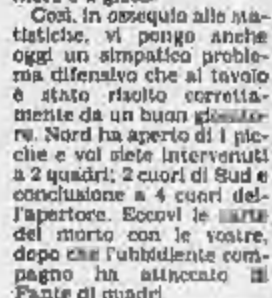 Così, in ossequio alle sta-
tistiche, vi pongo anche
oggi un simpatico proble-
ma difensivo che al tavolo
è stato risolto corretta-
mente da un buon giocato-
re. Nord ha aperto di 1 pic-
che e voi siete intervenuti
a 2 quadri; 2 cuori di Sud e
conclusione a 4 cuori del-
l'apertore. Eccovi le carte
del morto con le vostre,
dopo che l'ubbidiente com-
pagno ha attaccato il
Fante di quadri